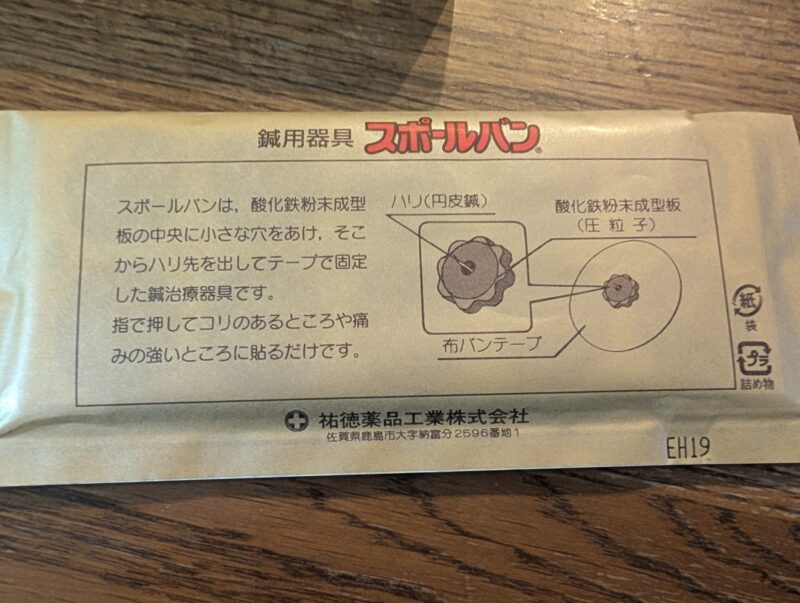 鍼用器具 スポールバン®
スポールバンは，酸化鉄粉末成型
板の中央に小さな穴をあけ，そこ
からハリ先を出してテープで固定
した鍼治療器具です。
指で押してコリのあるところや痛
みの強いところに貼るだけです。
ハリ(円皮鍼)
酸化鉄粉末成型板
(圧粒子)
布バンテープ
紙
袋
プラ
詰め物
祐徳薬品工業株式会社
佐賀県鹿島市大字納富分2596番地1
EH19